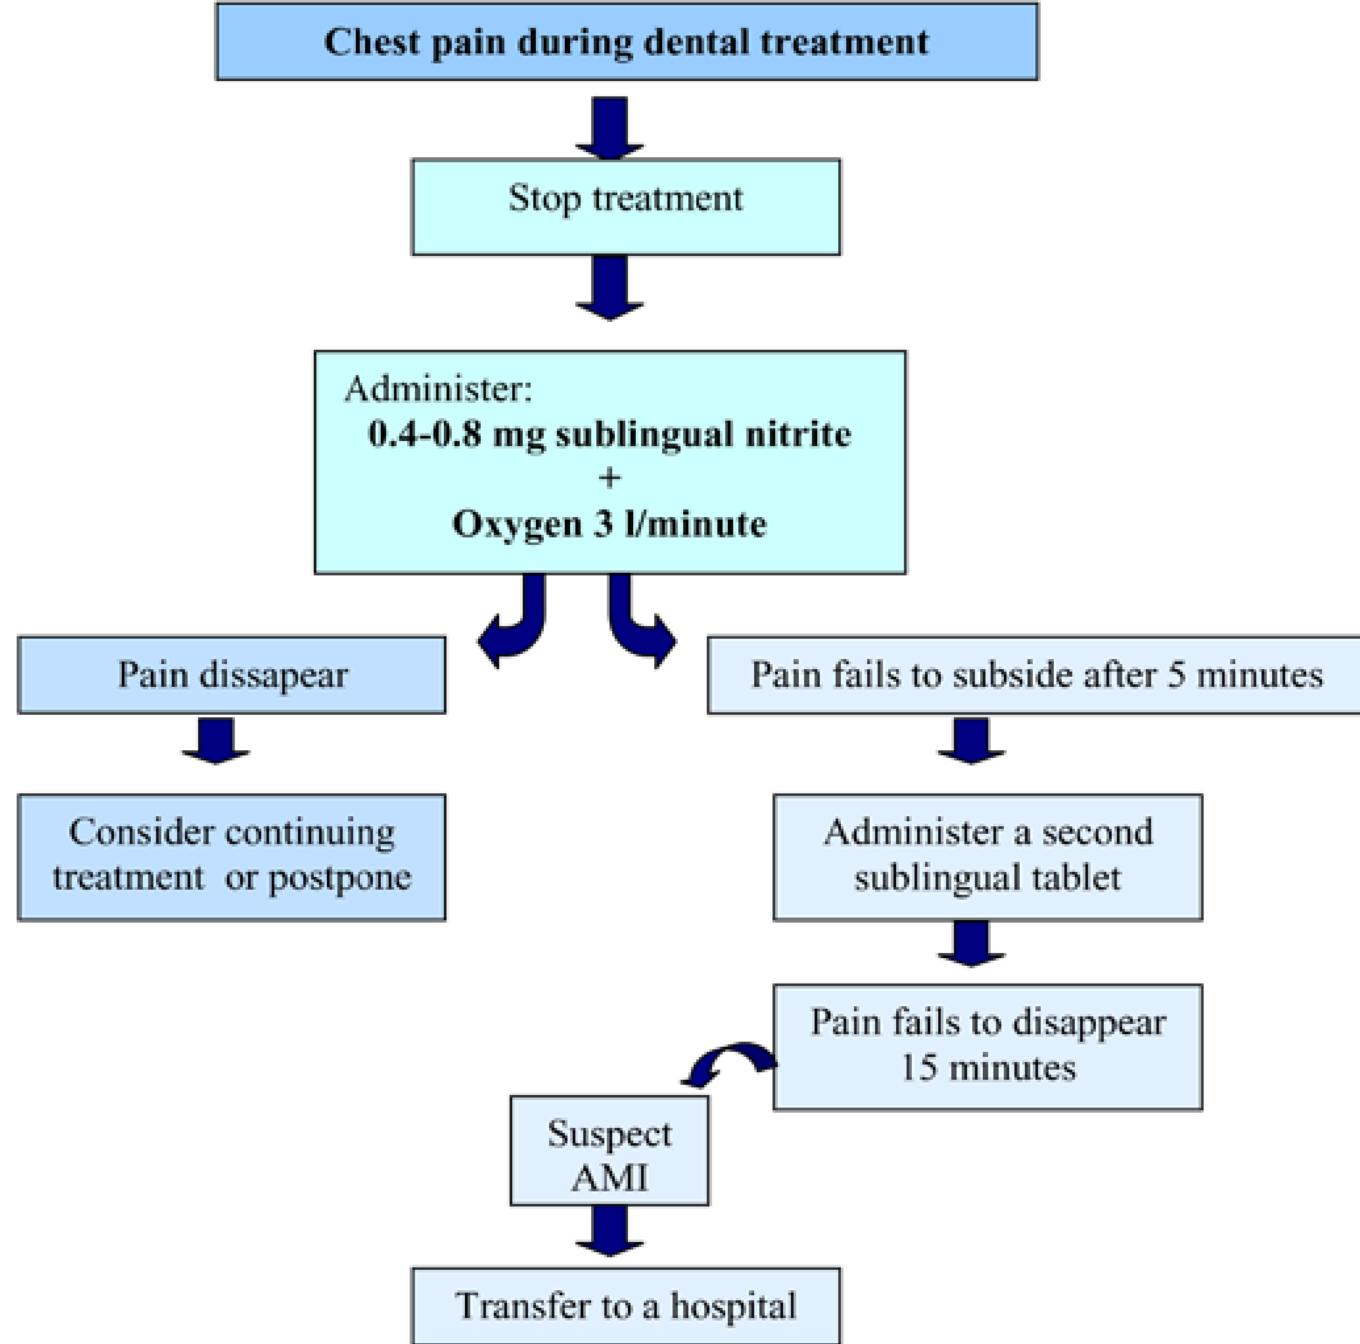 Chest pain during dental treatment
Stop treatment
Administer:
0.4-0.8 mg sublingual nitrite
+
Oxygen 3 l/minute
Pain dissapear
Pain fails to subside after 5 minutes
Consider continuing
treatment or postpone
Administer a second
sublingual tablet
Pain fails to disappear
15 minutes
Suspect
AMI
Transfer to a hospital